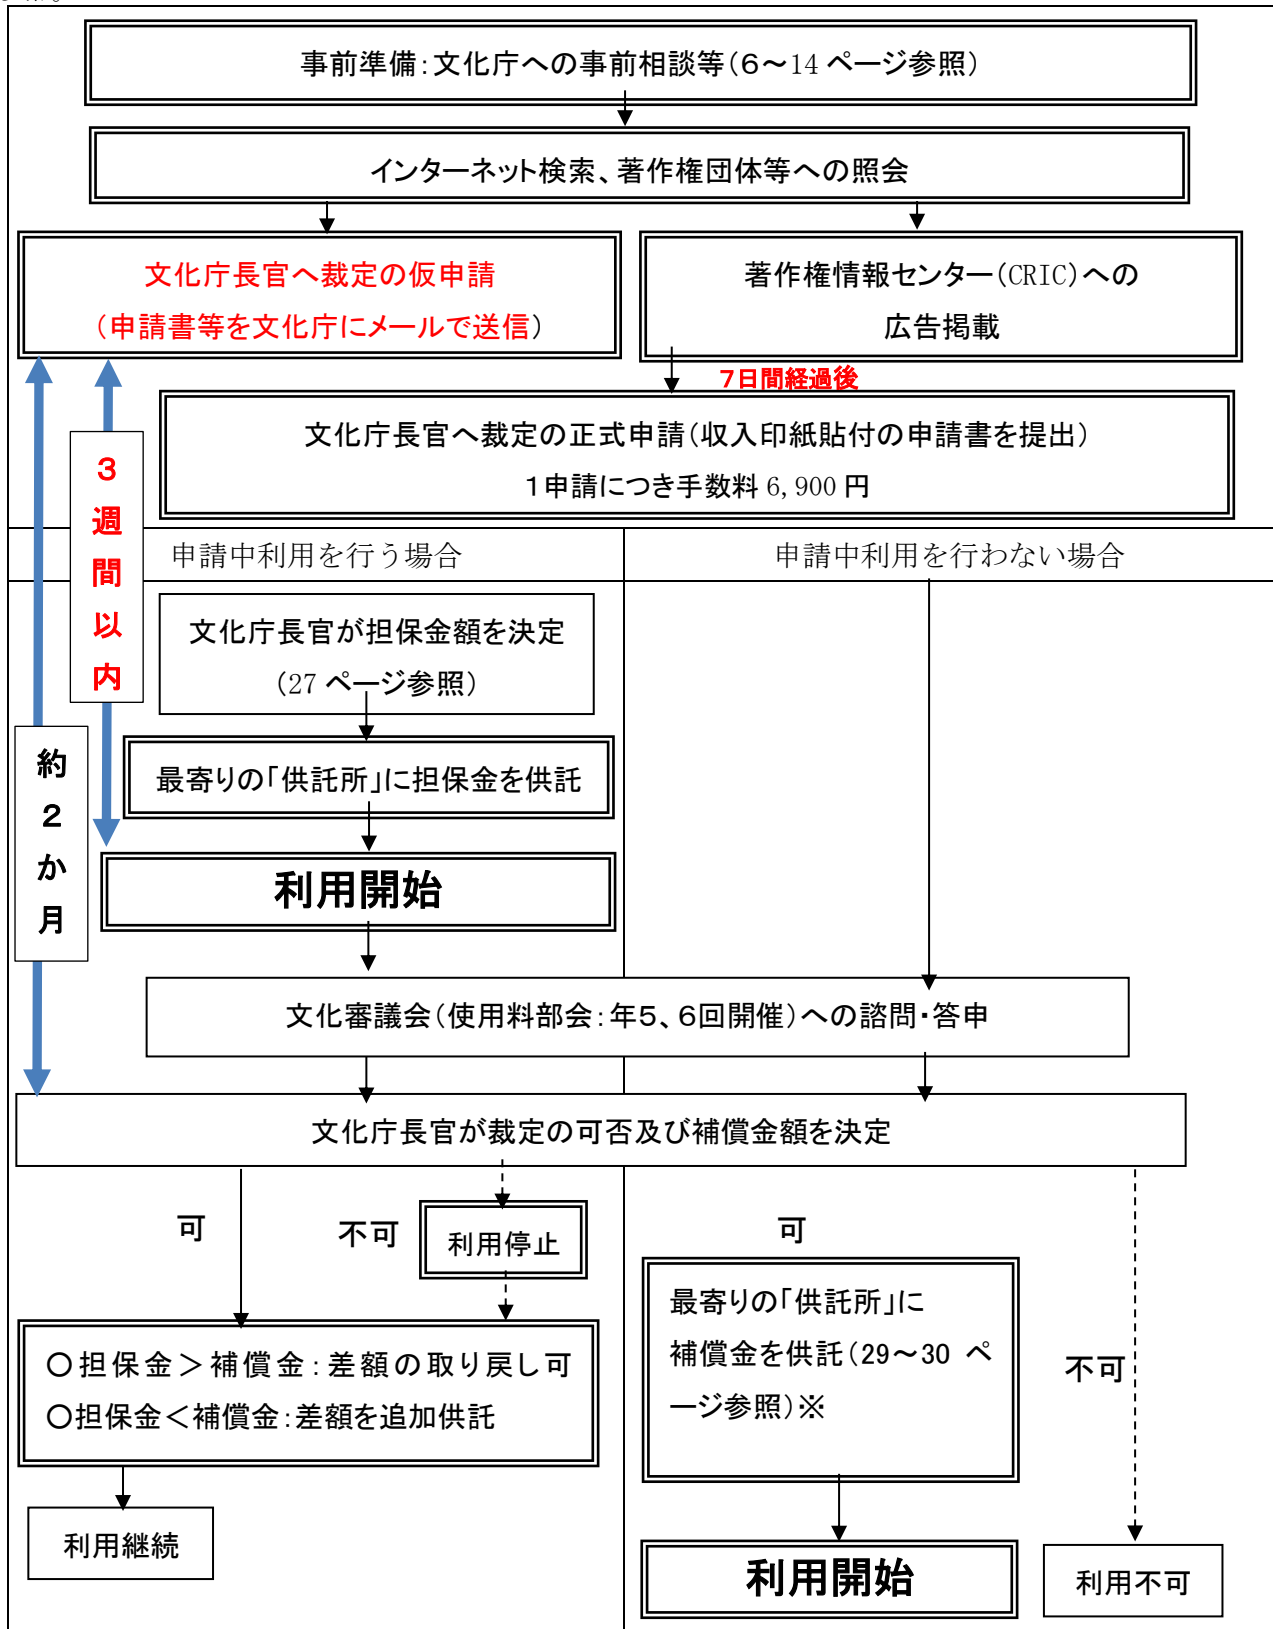 事前準備:文化庁への事前相談等(6~14 ページ参照)
インターネット検索、著作権団体等への照会
文化庁長官へ裁定の仮申請
(申請書等を文化庁にメールで送信)
著作権情報センター(CRIC)への
広告掲載
7日間経過後
文化庁長官へ裁定の正式申請(収入印紙貼付の申請書を提出)
1申請につき手数料 6,900 円
3週間以内
約2か月
申請中利用を行う場合
申請中利用を行わない場合
文化庁長官が担保金額を決定
(27 ページ参照)
最寄りの「供託所」に担保金を供託
利用開始
文化審議会(使用料部会:年5、6回開催)への諮問・答申
文化庁長官が裁定の可否及び補償金額を決定
可
不可
利用停止
〇担保金>補償金:差額の取り戻し可
〇担保金<補償金:差額を追加供託
利用継続
可
最寄りの「供託所」に
補償金を供託(29~30 ペ
ージ参照)※
不可
利用開始
利用不可